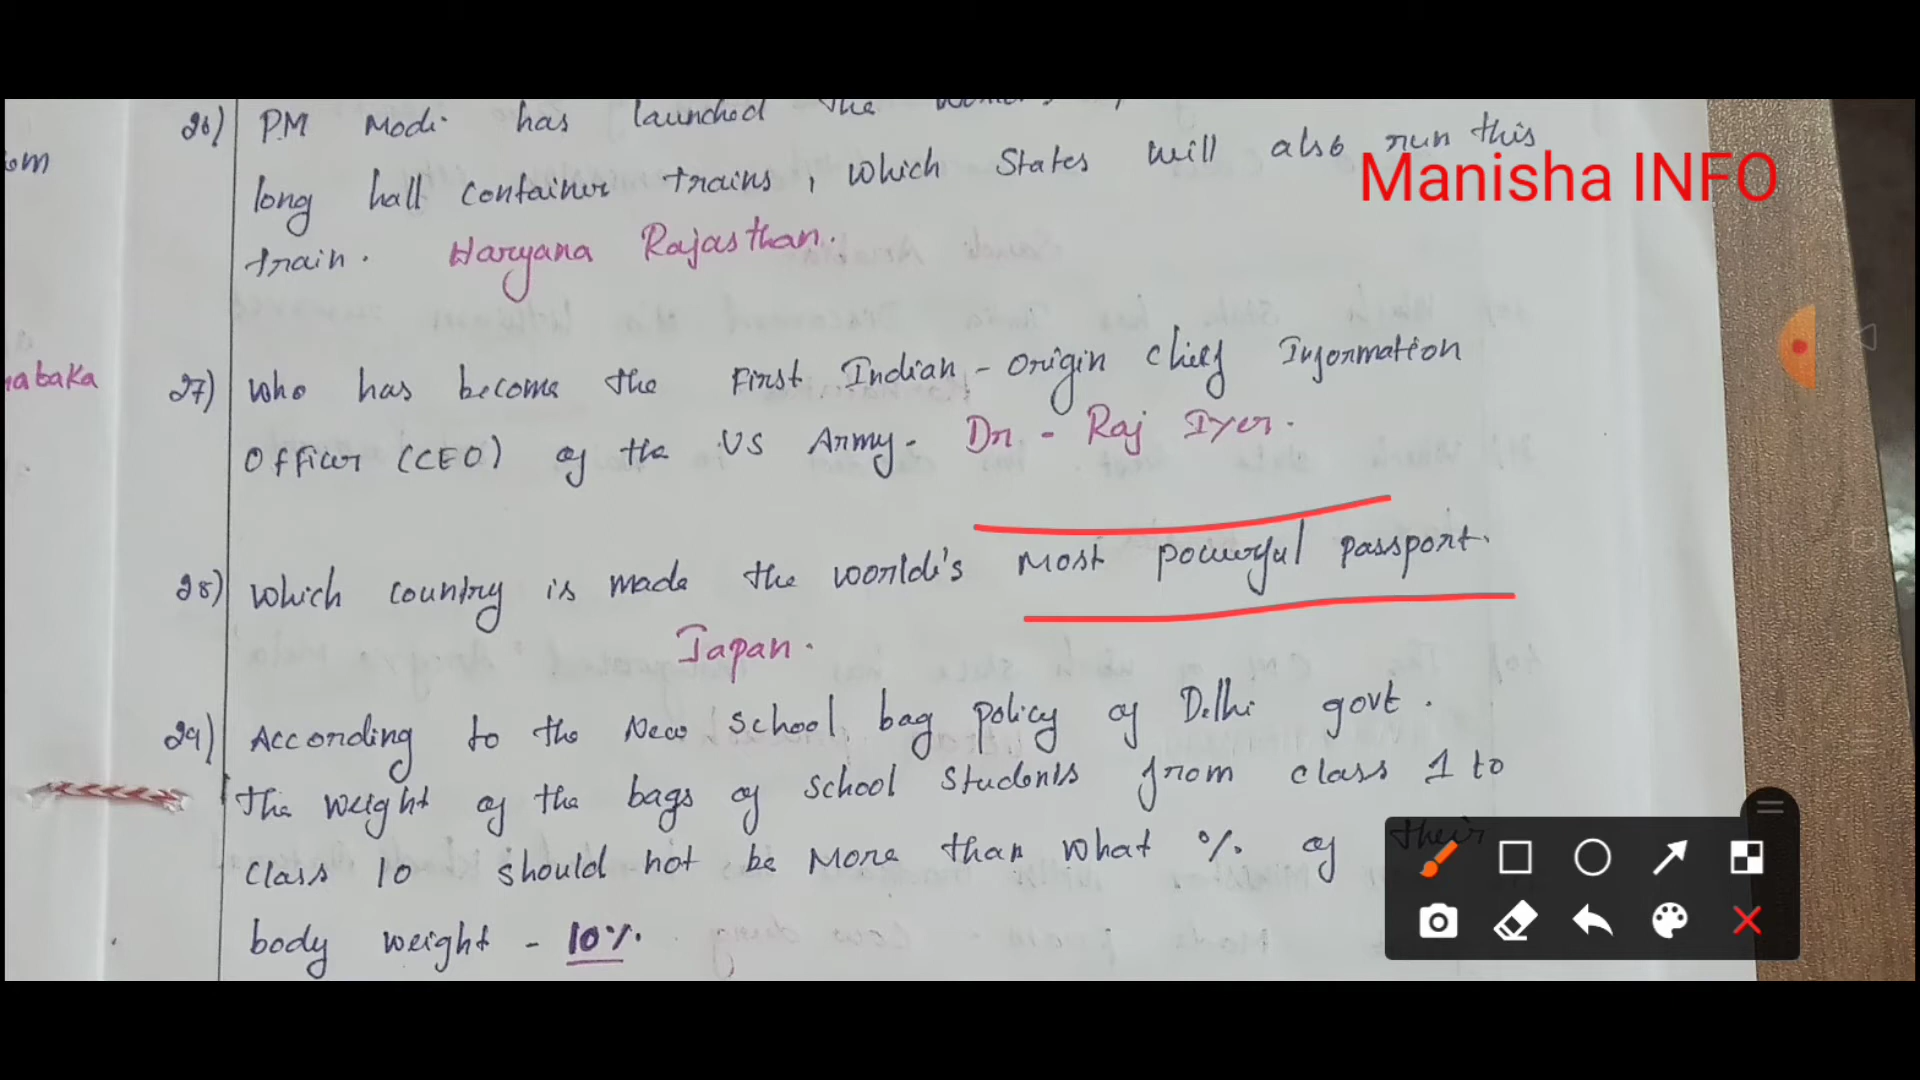 26) PM Modi has launched the
long hall container trains, which States will also run this
Manisha INFO
train. Haryana Rajasthan.
om
nabaka
27) Who has become the First Indian-origin chief Information
Officer (CEO) of the US Army- Dr - Raj Iyer.
28) Which country is made the world's most powerful passport.
Japan.
29) According to the New School bag policy of Delhi govt.
The weight of the bags of school students from class 1 to
class 10 should not be more than what % of their
body weight - 10%.